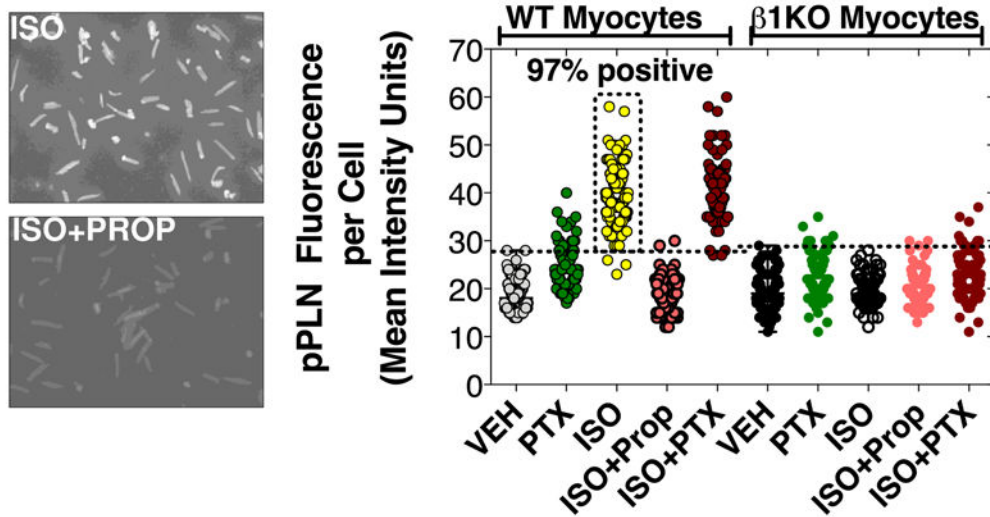 ISO
ISO+PROP
pPLN Fluorescence
per Cell
(Mean Intensity Units)
WT Myocytes
β1KO Myocytes
97% positive
70
60
50
40
30
20
10
0
VEH
PTX
ISO
ISO+Prop
ISO+PTX
VEH
PTX
ISO
ISO+Prop
ISO+PTX